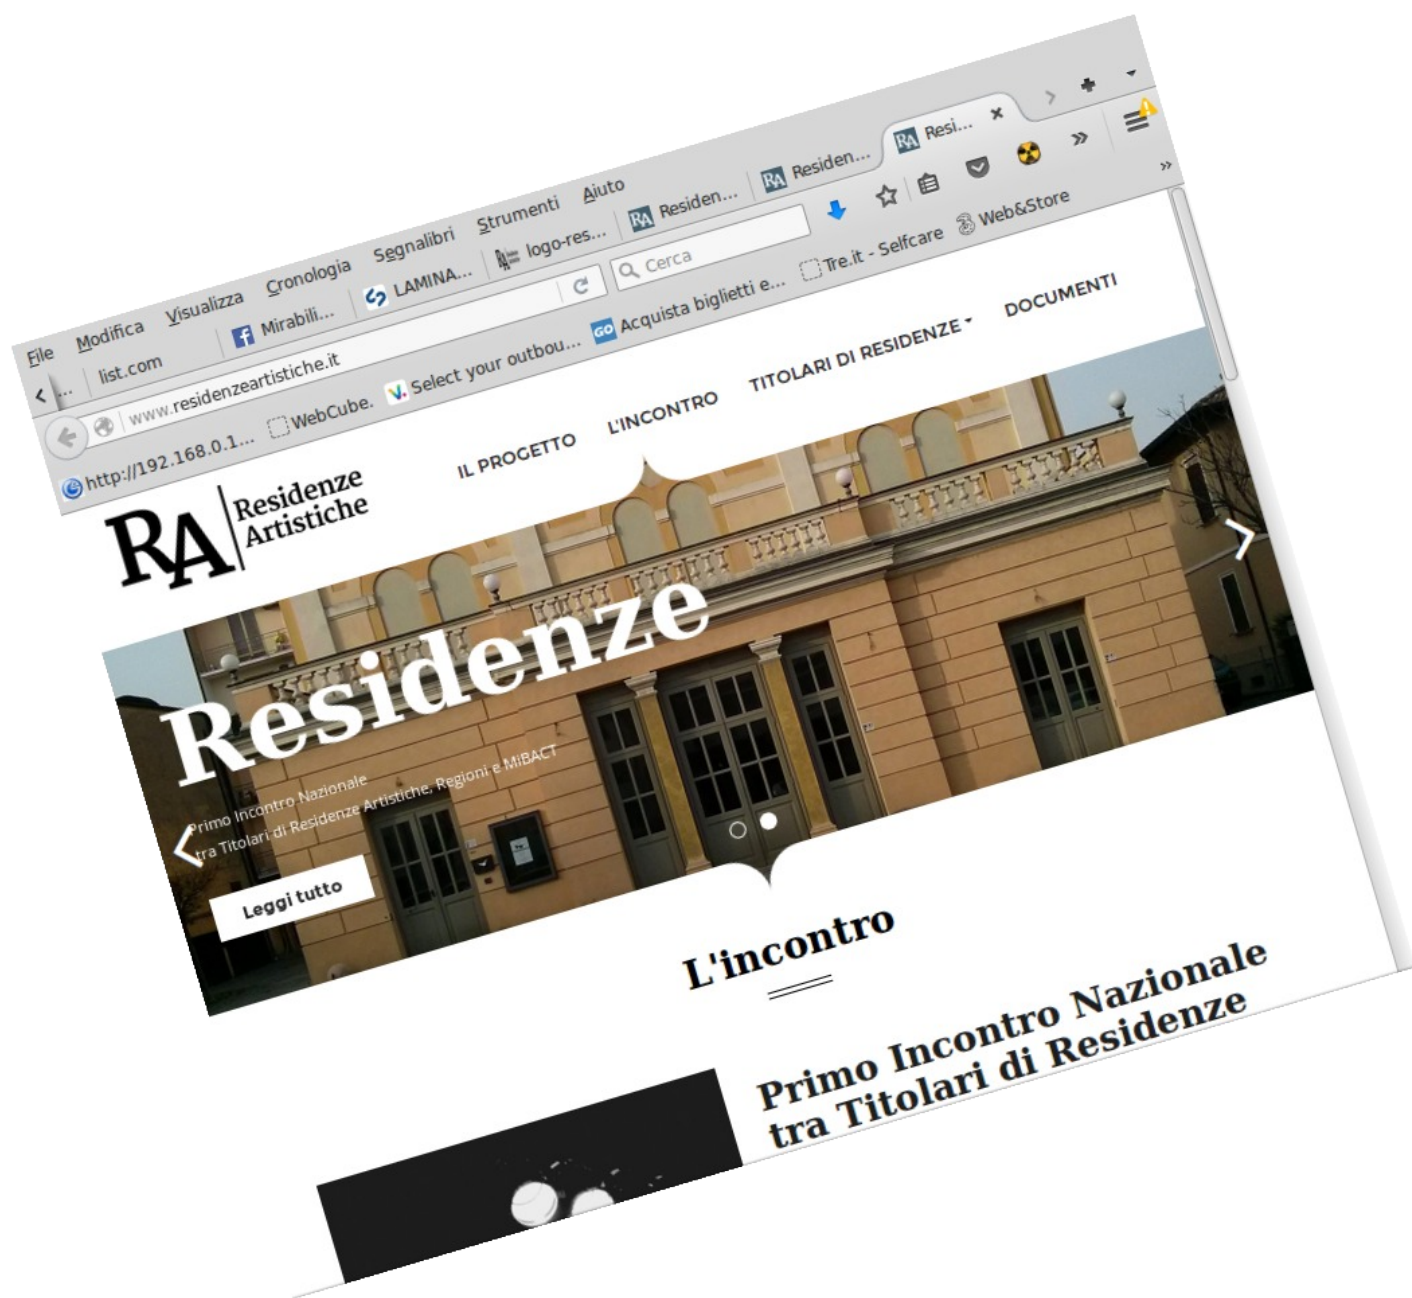 File Modifica Visualizza Cronologia Segnalibri Strumenti Aiuto
... list.com Mirabili... LAMINA... logo-res... Residen... Residen... Resi...
www.residenzeartistiche.it Cerca
http://192.168.0.1... WebCube. Select your outbou... GO Acquista biglietti e... Tre.it - Selfcare Web&Store
RA Residenze
Artistiche
IL PROGETTO L'INCONTRO TITOLARI DI RESIDENZE DOCUMENTI
Residenze
Primo Incontro Nazionale
tra Titolari di Residenze Artistiche, Regioni e MiBACT
Leggi tutto
L'incontro
Primo Incontro Nazionale
tra Titolari di Residenze